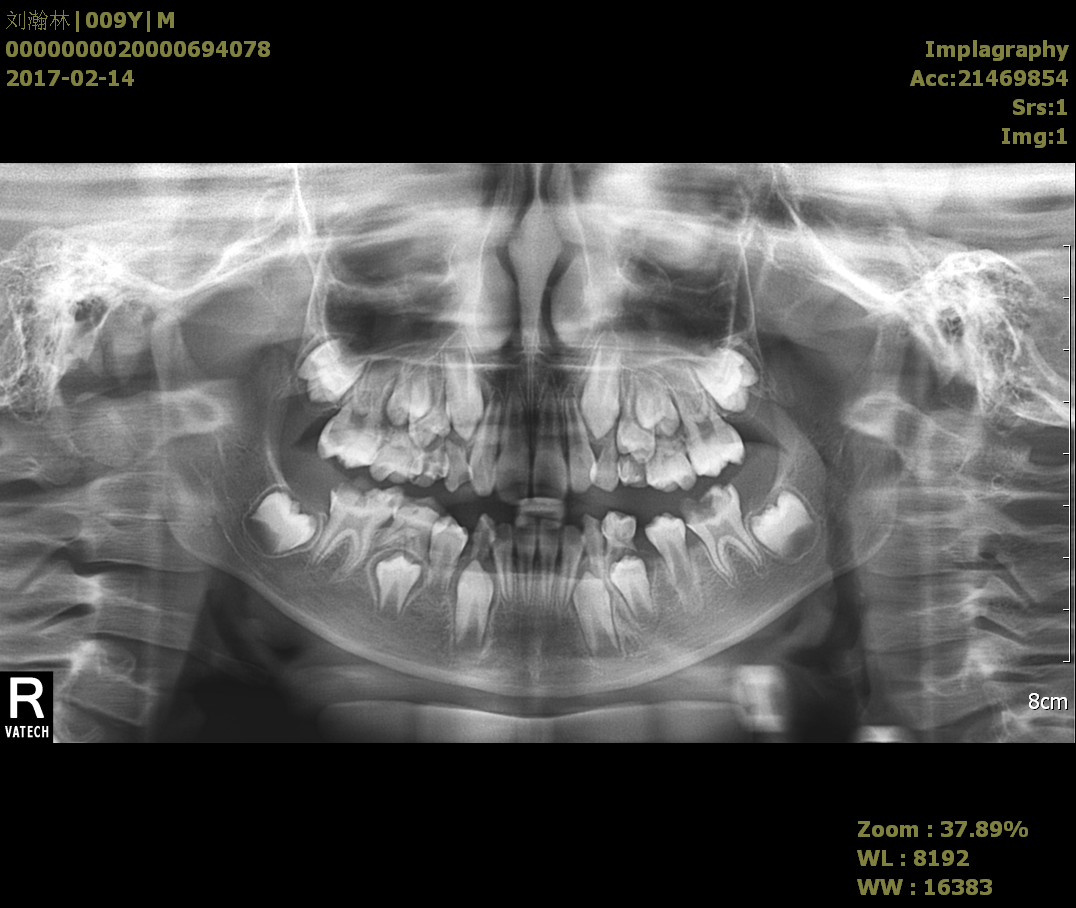 刘瀚林|009Y|M
0000000020000694078
2017-02-14
Implagraphy
Acc:21469854
Srs:1
Img:1
R
VATECH
8cm
Zoom : 37.89%
WL : 8192
WW : 16383